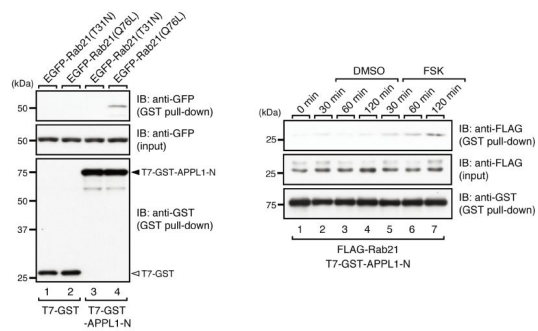 EGFP-Rab21(T31N)
EGFP-Rab21(Q76L)
EGFP-Rab21(T31N)
EGFP-Rab21(Q76L)
(kDa)
50
IB: anti-GFP
(GST pull-down)
50
IB: anti-GFP
(input)
75
T7-GST-APPL1-N
50
37
IB: anti-GST
(GST pull-down)
25
T7-GST
1 2 3 4
T7-GST
T7-GST
-APPL1-N
DMSO
FSK
0 min
30 min
60 min
120 min
30 min
60 min
120 min
(kDa)
25
IB: anti-FLAG
(GST pull-down)
25
IB: anti-FLAG
(input)
75
IB: anti-GST
(GST pull-down)
1 2 3 4 5 6 7
FLAG-Rab21
T7-GST-APPL1-N